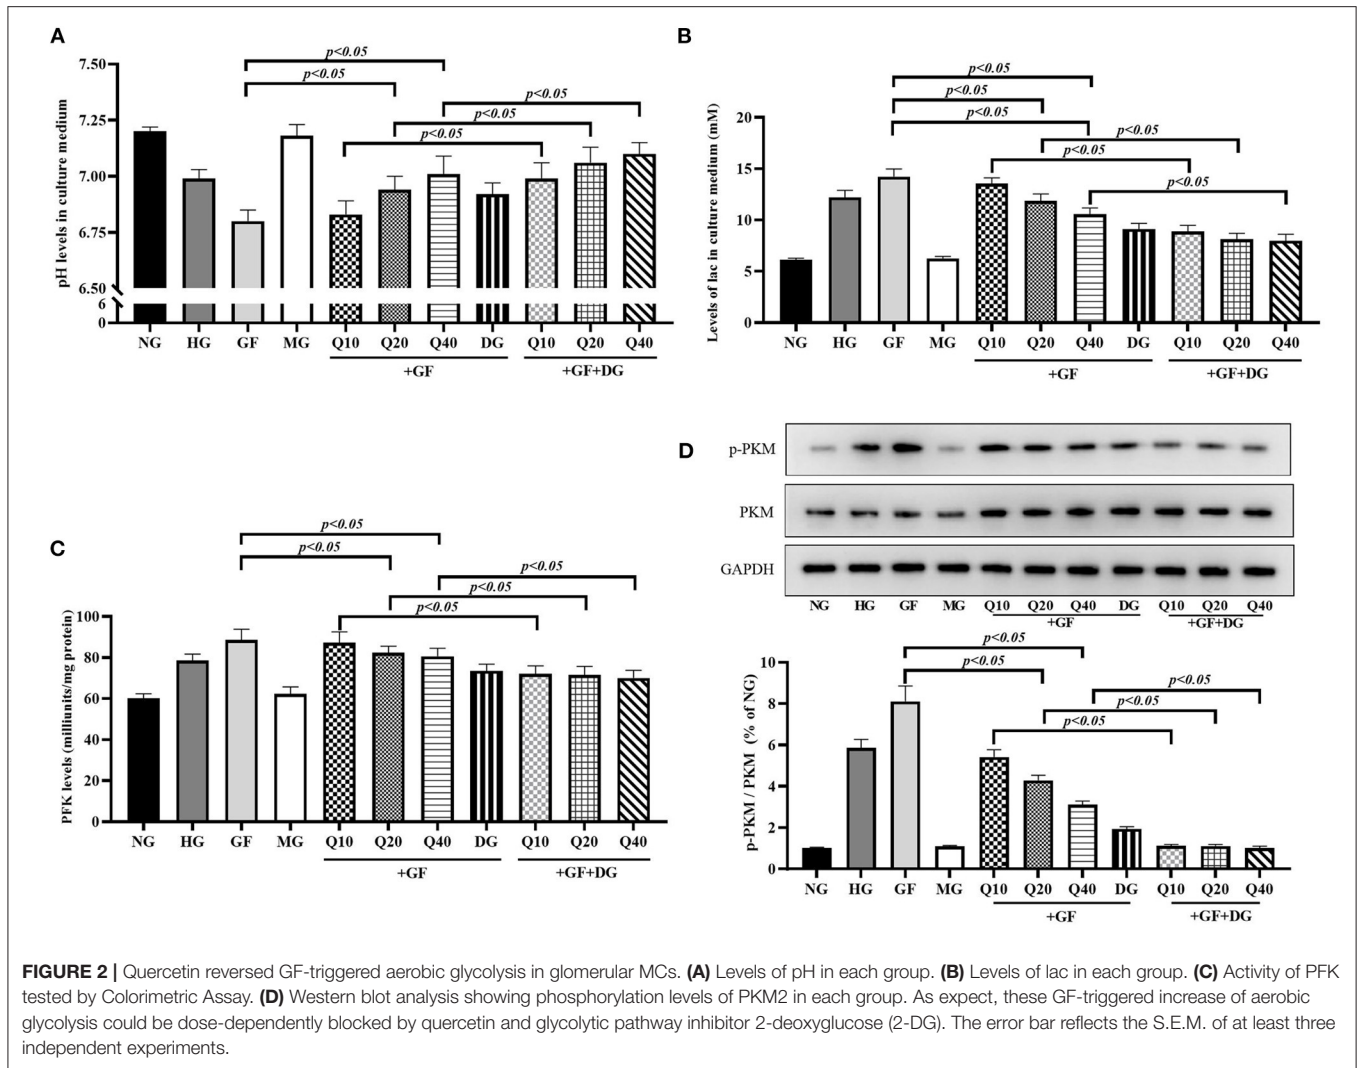 A
p<0.05
p<0.05
p<0.05
p<0.05
p<0.05
pH levels in culture medium
7.50
7.25
7.00
6.75
6.50
6
0
NG HG GF MG Q10 Q20 Q40 DG Q10 Q20 Q40
+GF +GF+DG
B
p<0.05
p<0.05
p<0.05
p<0.05
p<0.05
Levels of lac in culture medium (mM)
20
15
10
5
0
NG HG GF MG Q10 Q20 Q40 DG Q10 Q20 Q40
+GF +GF+DG
C
p<0.05
p<0.05
p<0.05
p<0.05
p<0.05
PFK levels (milliunits/mg protein)
100
80
60
40
20
0
NG HG GF MG Q10 Q20 Q40 DG Q10 Q20 Q40
+GF +GF+DG
D
p-PKM
PKM
GAPDH
NG HG GF MG Q10 Q20 Q40 DG Q10 Q20 Q40
+GF +GF+DG
p<0.05
p<0.05
p<0.05
p<0.05
p<0.05
p-PKM / PKM (% of NG)
10
8
6
4
2
0
NG HG GF MG Q10 Q20 Q40 DG Q10 Q20 Q40
+GF +GF+DG
FIGURE 2 | Quercetin reversed GF-triggered aerobic glycolysis in glomerular MCs. (A) Levels of pH in each group. (B) Levels of lac in each group. (C) Activity of PFK
tested by Colorimetric Assay. (D) Western blot analysis showing phosphorylation levels of PKM2 in each group. As expect, these GF-triggered increase of aerobic
glycolysis could be dose-dependently blocked by quercetin and glycolytic pathway inhibitor 2-deoxyglucose (2-DG). The error bar reflects the S.E.M. of at least three
independent experiments.